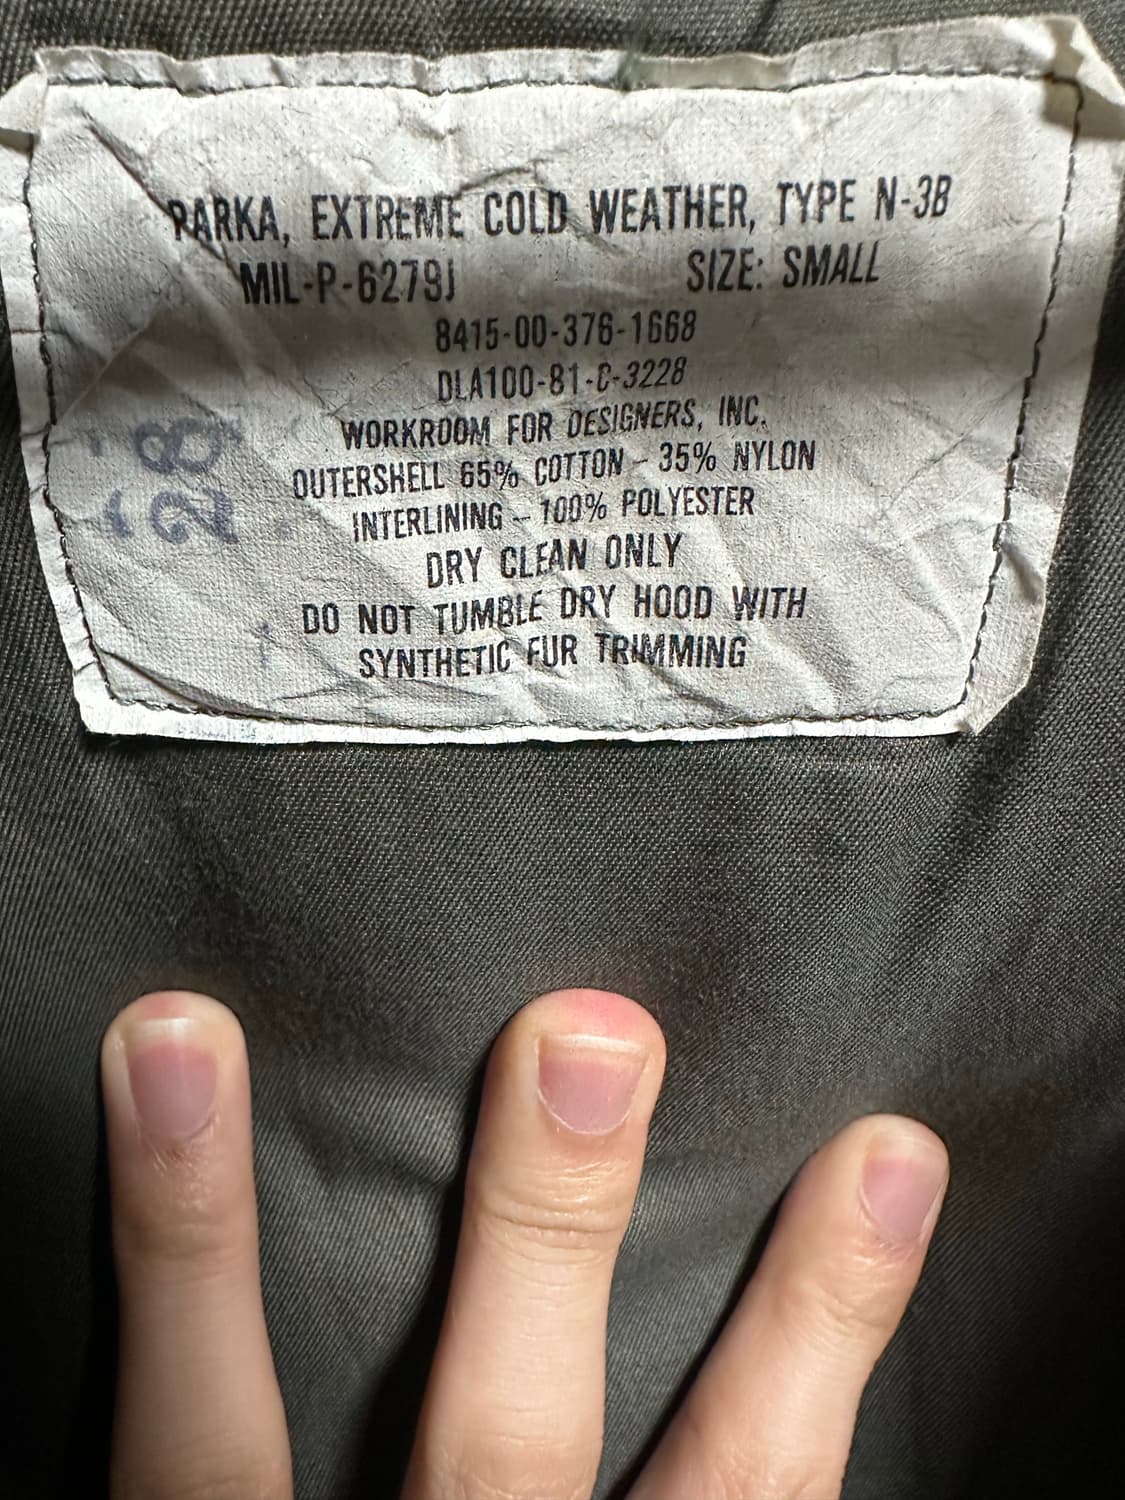 PARKA, EXTREME COLD WEATHER, TYPE N-3B
MIL-P-6279J SIZE: SMALL
8415-00-376-1668
DLA100-81-C-3228
WORKROOM FOR DESIGNERS, INC.
OUTERSHELL 65% COTTON - 35% NYLON
INTERLINING - 100% POLYESTER
DRY CLEAN ONLY
DO NOT TUMBLE DRY HOOD WITH
SYNTHETIC FUR TRIMMING